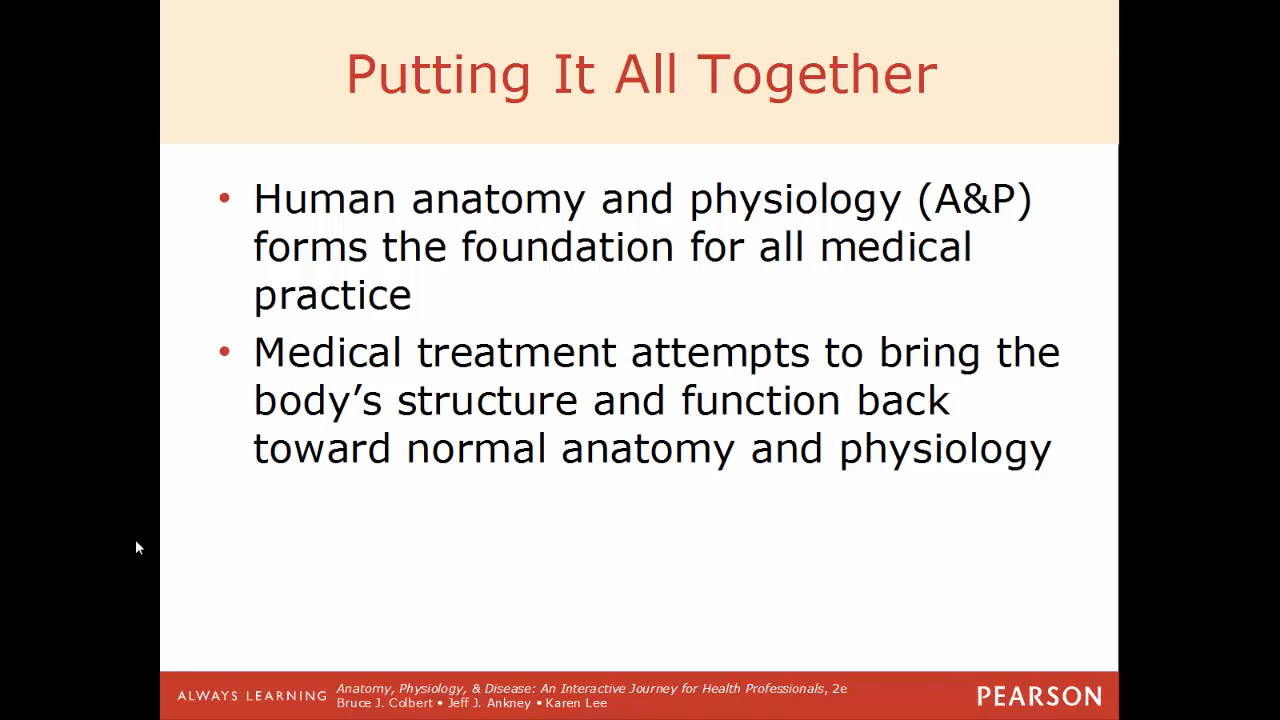 Putting It All Together
• Human anatomy and physiology (A&P)
forms the foundation for all medical
practice
• Medical treatment attempts to bring the
body’s structure and function back
toward normal anatomy and physiology
ALWAYS LEARNING
Anatomy, Physiology, & Disease: An Interactive Journey for Health Professionals, 2e
Bruce J. Colbert • Jeff J. Ankney • Karen Lee
PEARSON